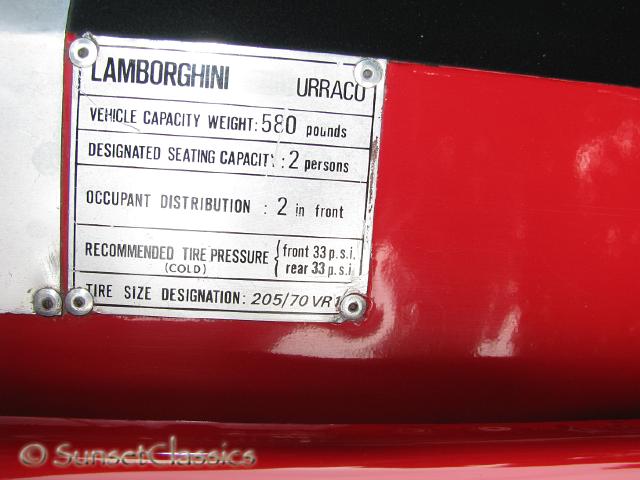 LAMBORGHINI URRACO
VEHICLE CAPACITY WEIGHT: 580 pounds
DESIGNATED SEATING CAPACITY: 2 persons
OCCUPANT DISTRIBUTION : 2 in front
RECOMMENDED TIRE PRESSURE { front 33 p.s.i.
(COLD) rear 33 p.s.i.
TIRE SIZE DESIGNATION: 205/70 VR
© SunsetClassics